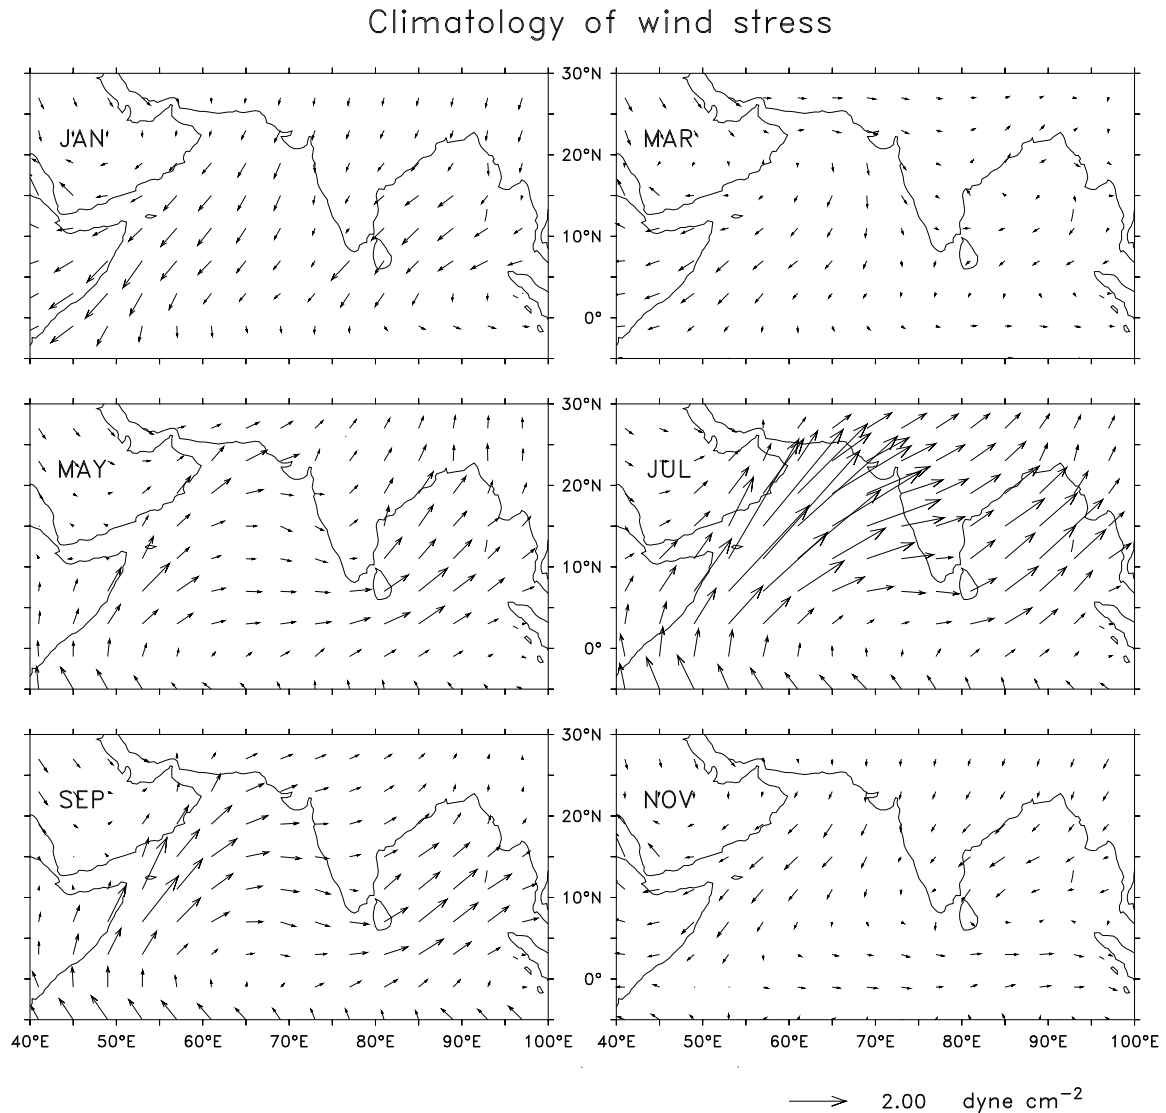 Climatology of wind stress
JAN
30°N
20°N
10°N
0°
MAR
MAY
30°N
20°N
10°N
0°
JUL
SEP
30°N
20°N
10°N
0°
NOV
40°E 50°E 60°E 70°E 80°E 90°E 100°E 40°E 50°E 60°E 70°E 80°E 90°E 100°E
2.00 dyne cm⁻²